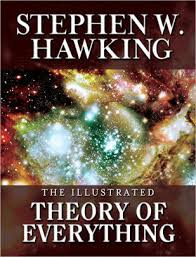 STEPHEN W.
HAWKING
THE ILLUSTRATED
THEORY OF
EVERYTHING